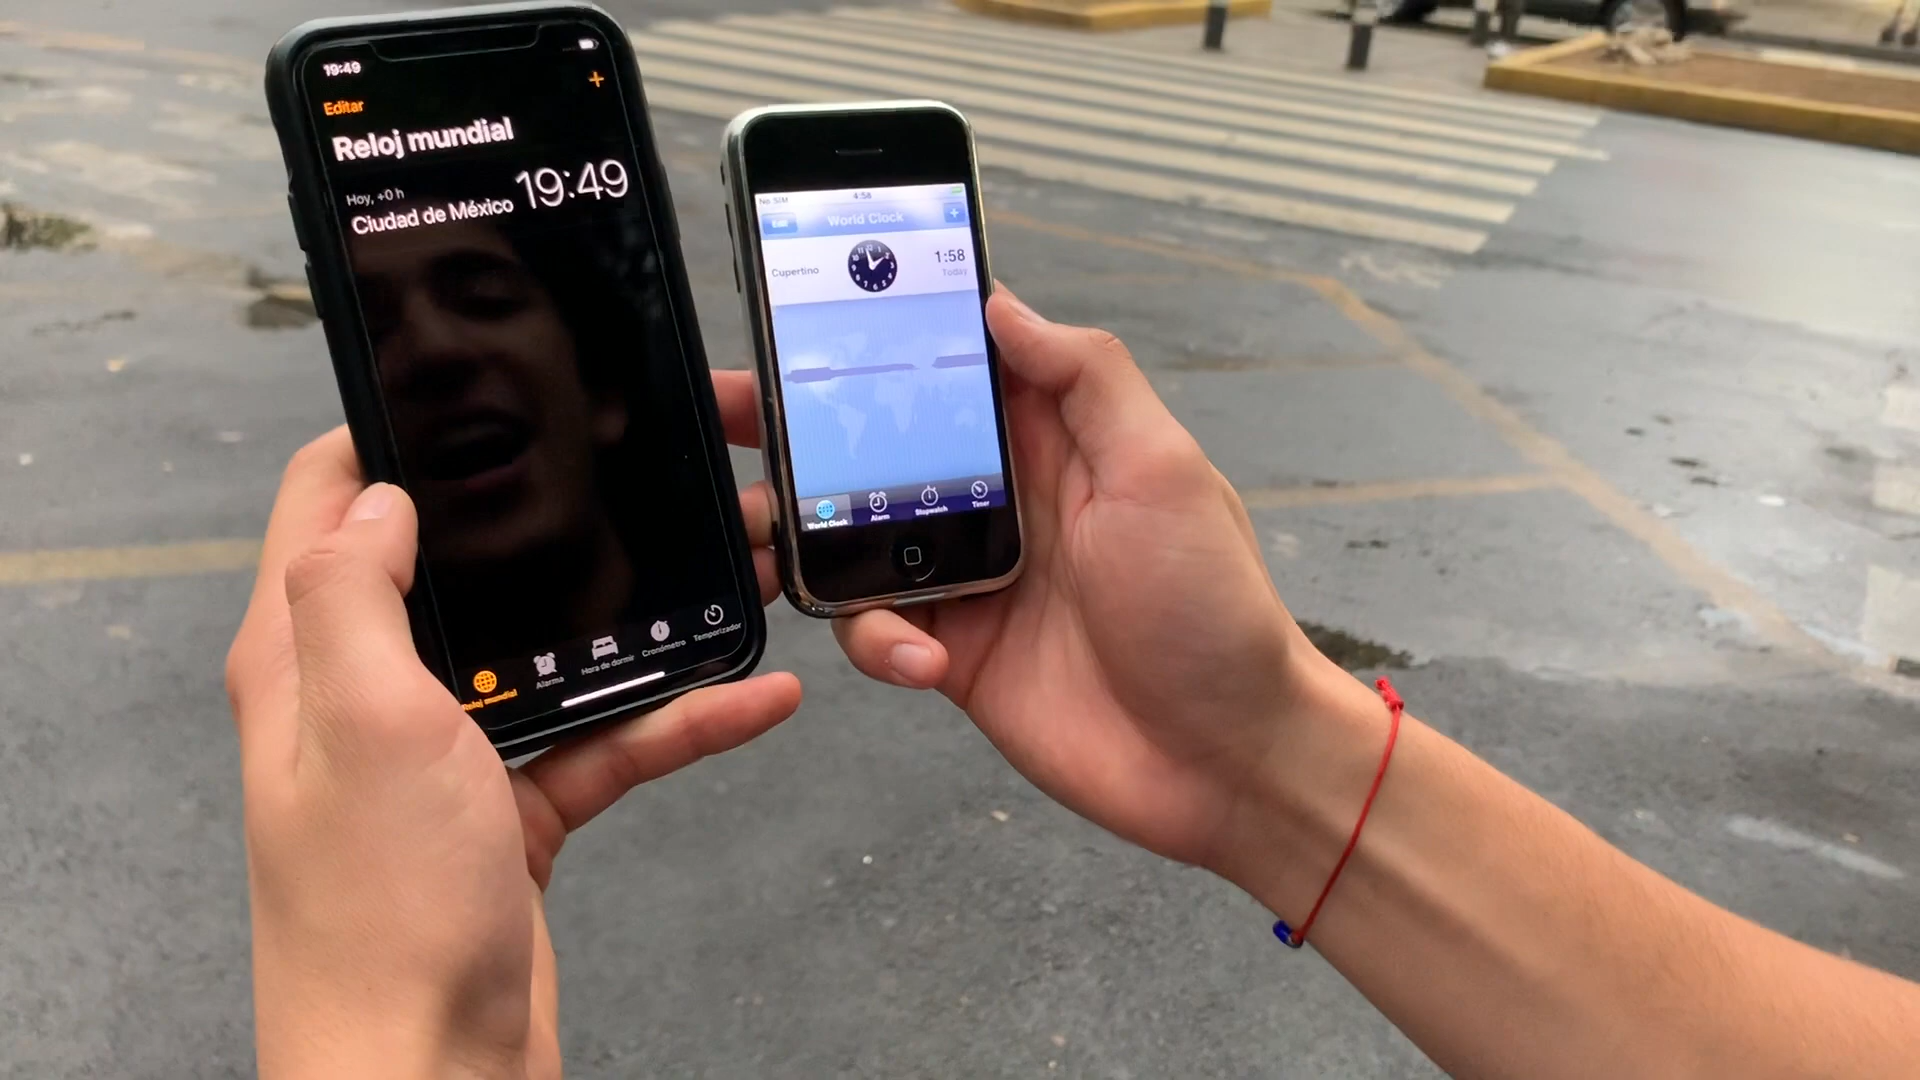 19:49
Editar
+
Reloj mundial
Hoy, +0 h
Ciudad de México 19:49
Reloj mundial
Alarma
Hora de dormir
Cronómetro
Temporizador
No SIM 4:58
Edit World Clock +
Cupertino 1:58
Today
World Clock Alarm Stopwatch Timer